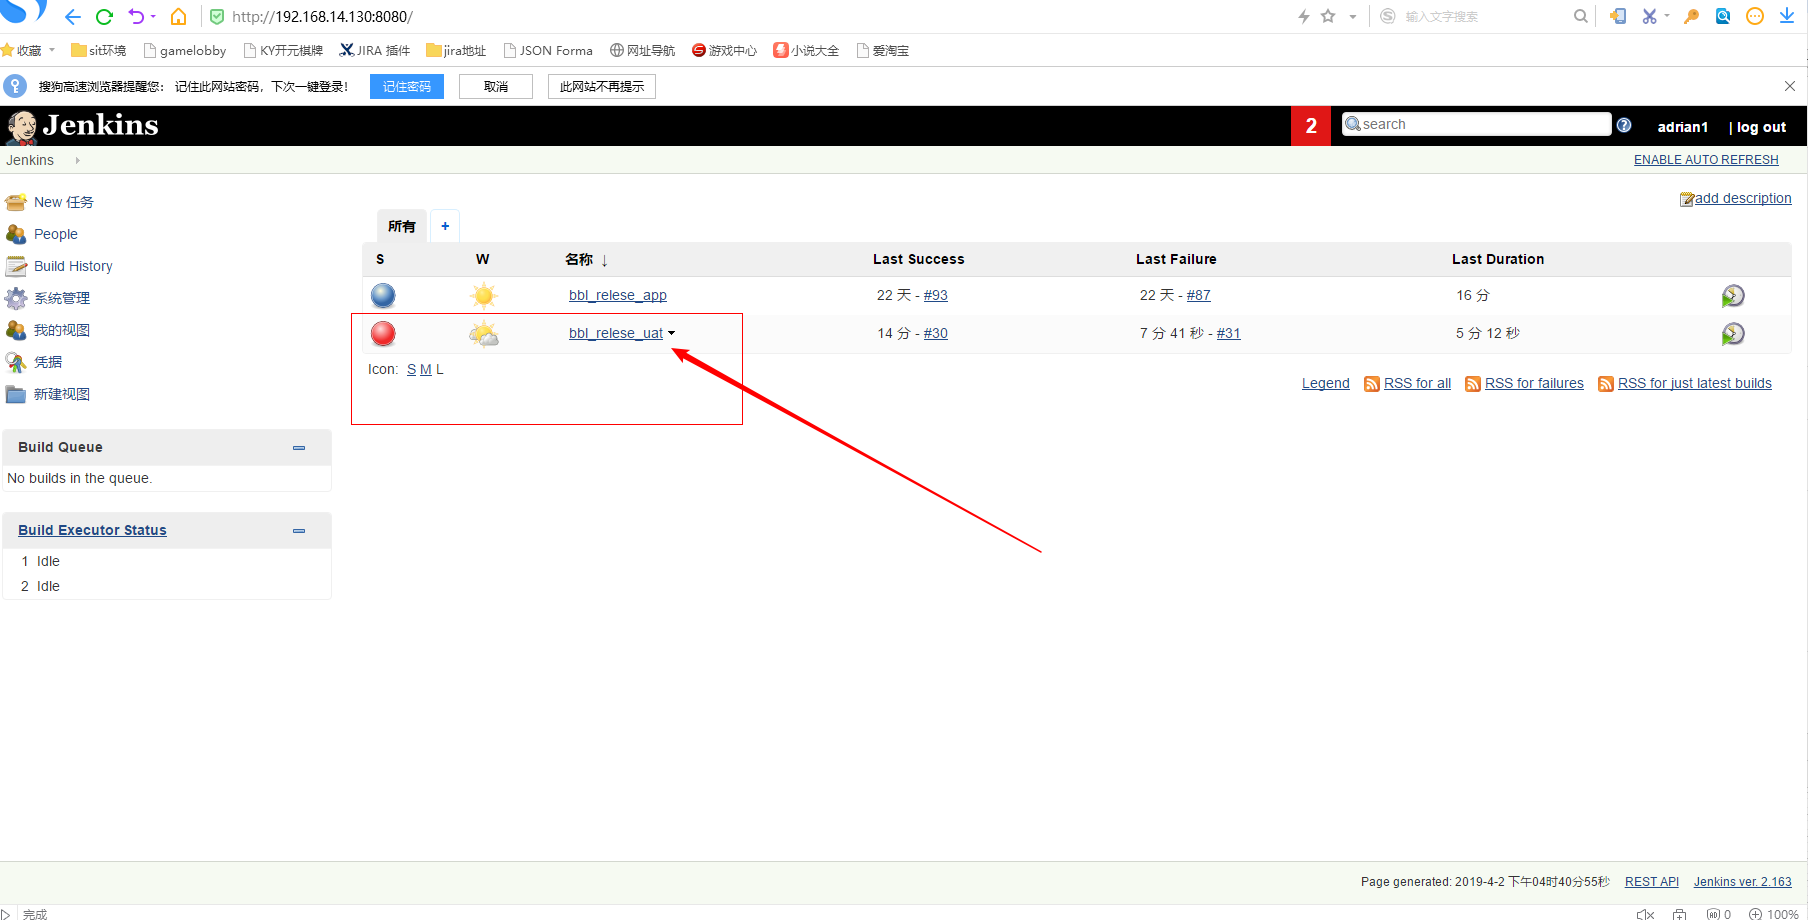 http://192.168.14.130:8080/ 输入文字搜索
收藏 sit环境 gamelobby KY开元棋牌 JIRA 插件 jira地址 JSON Forma 网址导航 游戏中心 小说大全 爱淘宝
搜狗高速浏览器提醒您： 记住此网站密码，下次一键登录！ 记住密码 取消 此网站不再提示
Jenkins 2 search adrian1 | log out
Jenkins ENABLE AUTO REFRESH
New 任务
People
Build History
系统管理
我的视图
凭据
新建视图
Build Queue
No builds in the queue.
Build Executor Status
1 Idle
2 Idle
add description
所有 +
S W 名称 ↓ Last Success Last Failure Last Duration
bbl_relese_app 22 天 - #93 22 天 - #87 16 分
bbl_relese_uat 14 分 - #30 7 分 41 秒 - #31 5 分 12 秒
Icon: S M L
Legend RSS for all RSS for failures RSS for just latest builds
Page generated: 2019-4-2 下午04时40分55秒 REST API Jenkins ver. 2.163
完成 0 100%